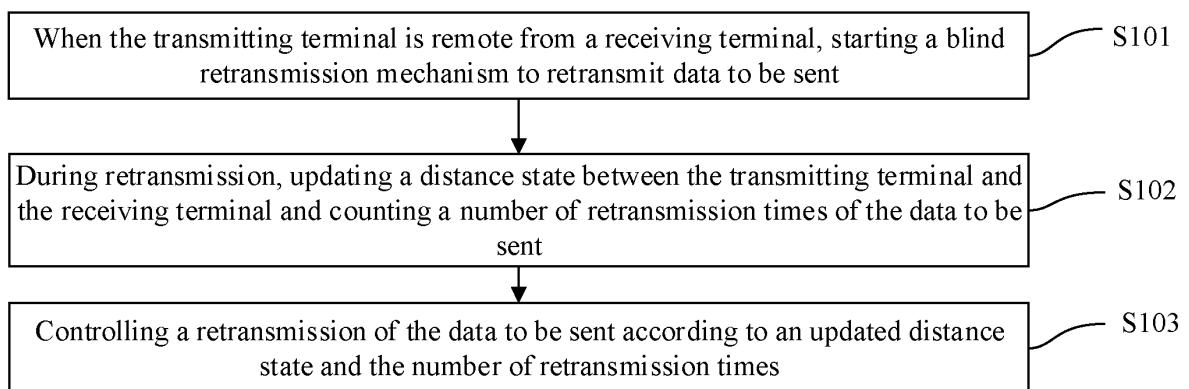 When the transmitting terminal is remote from a receiving terminal, starting a blind
retransmission mechanism to retransmit data to be sent
S101
During retransmission, updating a distance state between the transmitting terminal and
the receiving terminal and counting a number of retransmission times of the data to be
sent
S102
Controlling a retransmission of the data to be sent according to an updated distance
state and the number of retransmission times
S103